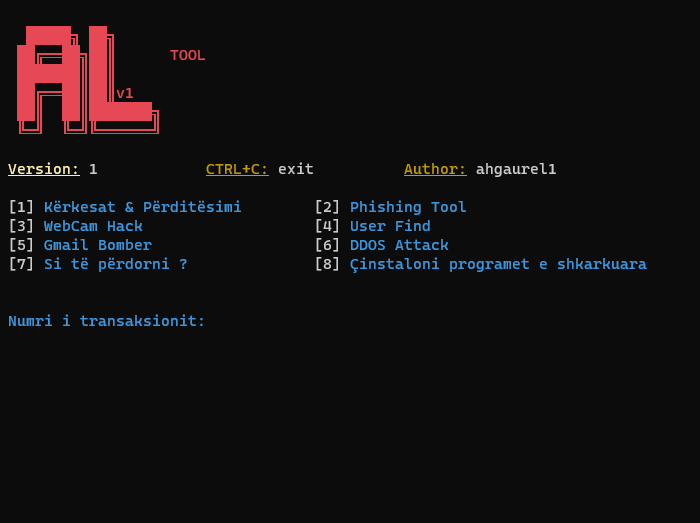 AL
TOOL
v1
Version: 1 CTRL+C: exit Author: ahgaurel1
[1] Kërkesat & Përditësimi [2] Phishing Tool
[3] WebCam Hack [4] User Find
[5] Gmail Bomber [6] DDOS Attack
[7] Si të përdorni ? [8] Çinstaloni programet e shkarkuara
Numri i transaksionit: